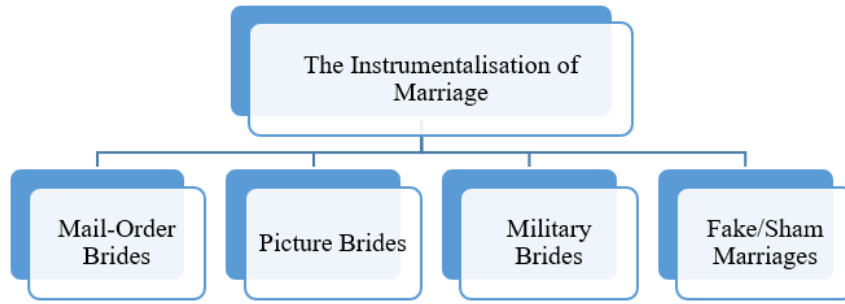 The Instrumentalisation of
Marriage
Mail-Order
Brides
Picture Brides
Military
Brides
Fake/Sham
Marriages